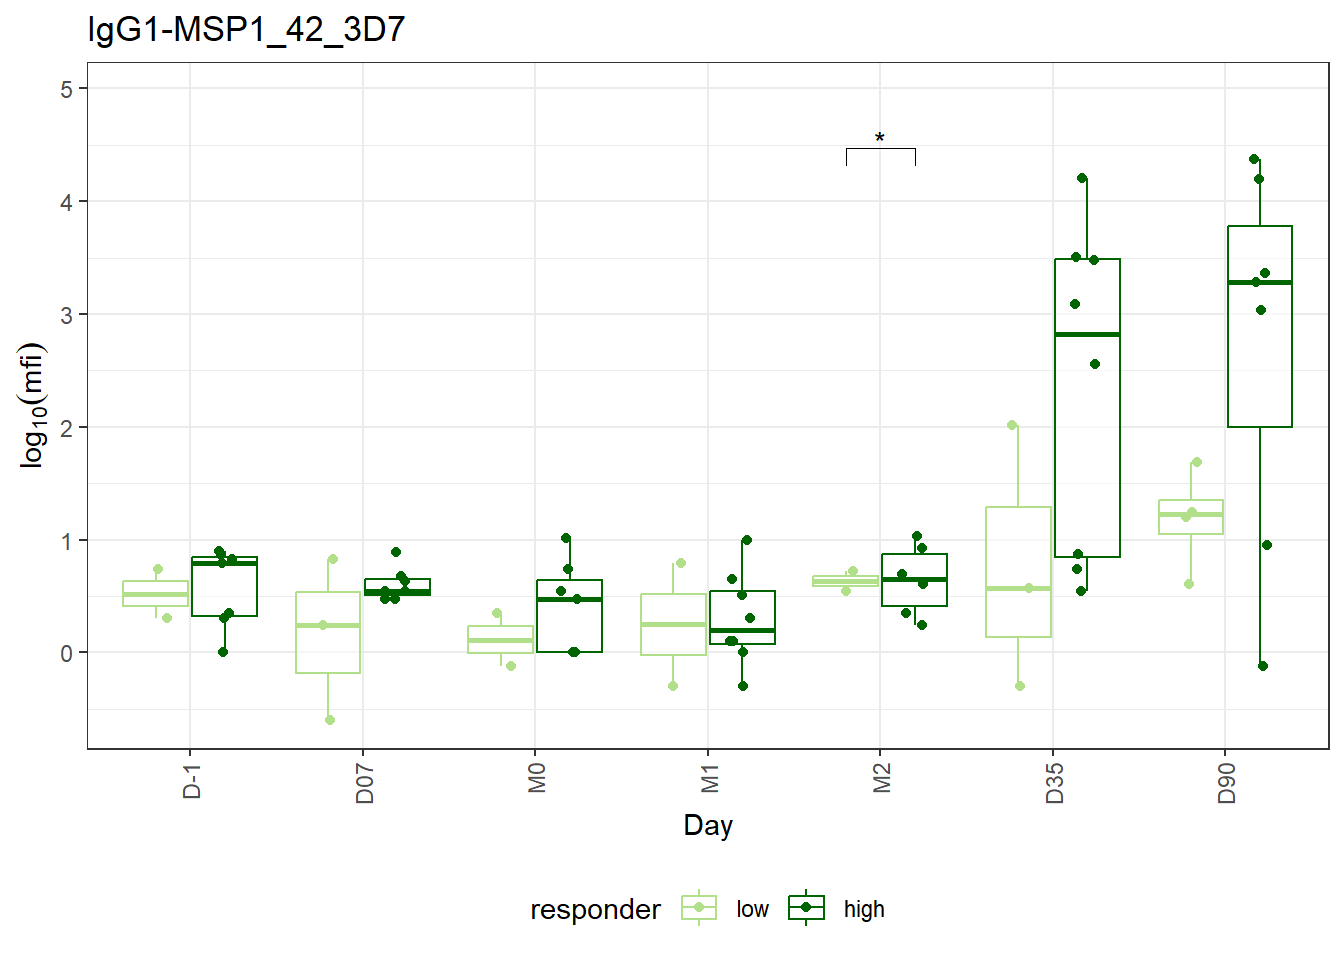 IgG1-MSP1_42_3D7
5
4
3
2
1
0
*
log10(mfi)
D-1
D07
M0
M1
M2
D35
D90
Day
responder
low
high